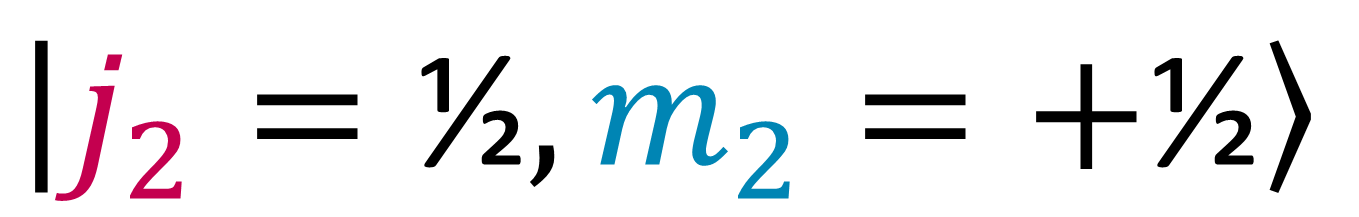 |j₂ = ½, m₂ = +½⟩